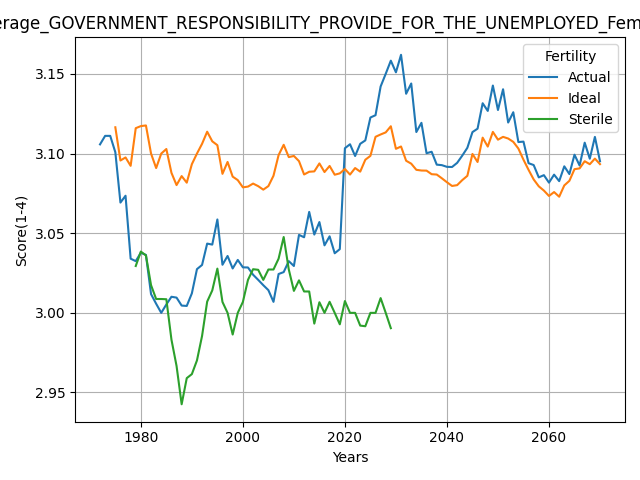 erage_GOVERNMENT_RESPONSIBILITY_PROVIDE_FOR_THE_UNEMPLOYED_Fem
Fertility
Actual
Ideal
Sterile
Score(1-4)
3.15
3.10
3.05
3.00
2.95
1980 2000 2020 2040 2060
Years